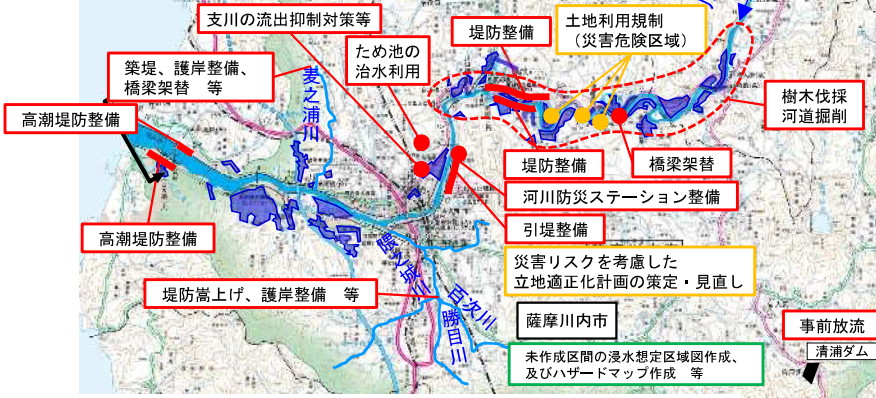 支川の流出抑制対策等
ため池の
治水利用
堤防整備
土地利用規制
（災害危険区域）
築堤、護岸整備、
橋梁架替　等
麦之浦川
樹木伐採
河道掘削
高潮堤防整備
堤防整備
橋梁架替
河川防災ステーション整備
引堤整備
高潮堤防整備
隈之城川
災害リスクを考慮した
立地適正化計画の策定・見直し
堤防嵩上げ、護岸整備　等
百次川
勝目川
薩摩川内市
事前放流
清浦ダム
未作成区間の浸水想定区域図作成、
及びハザードマップ作成　等